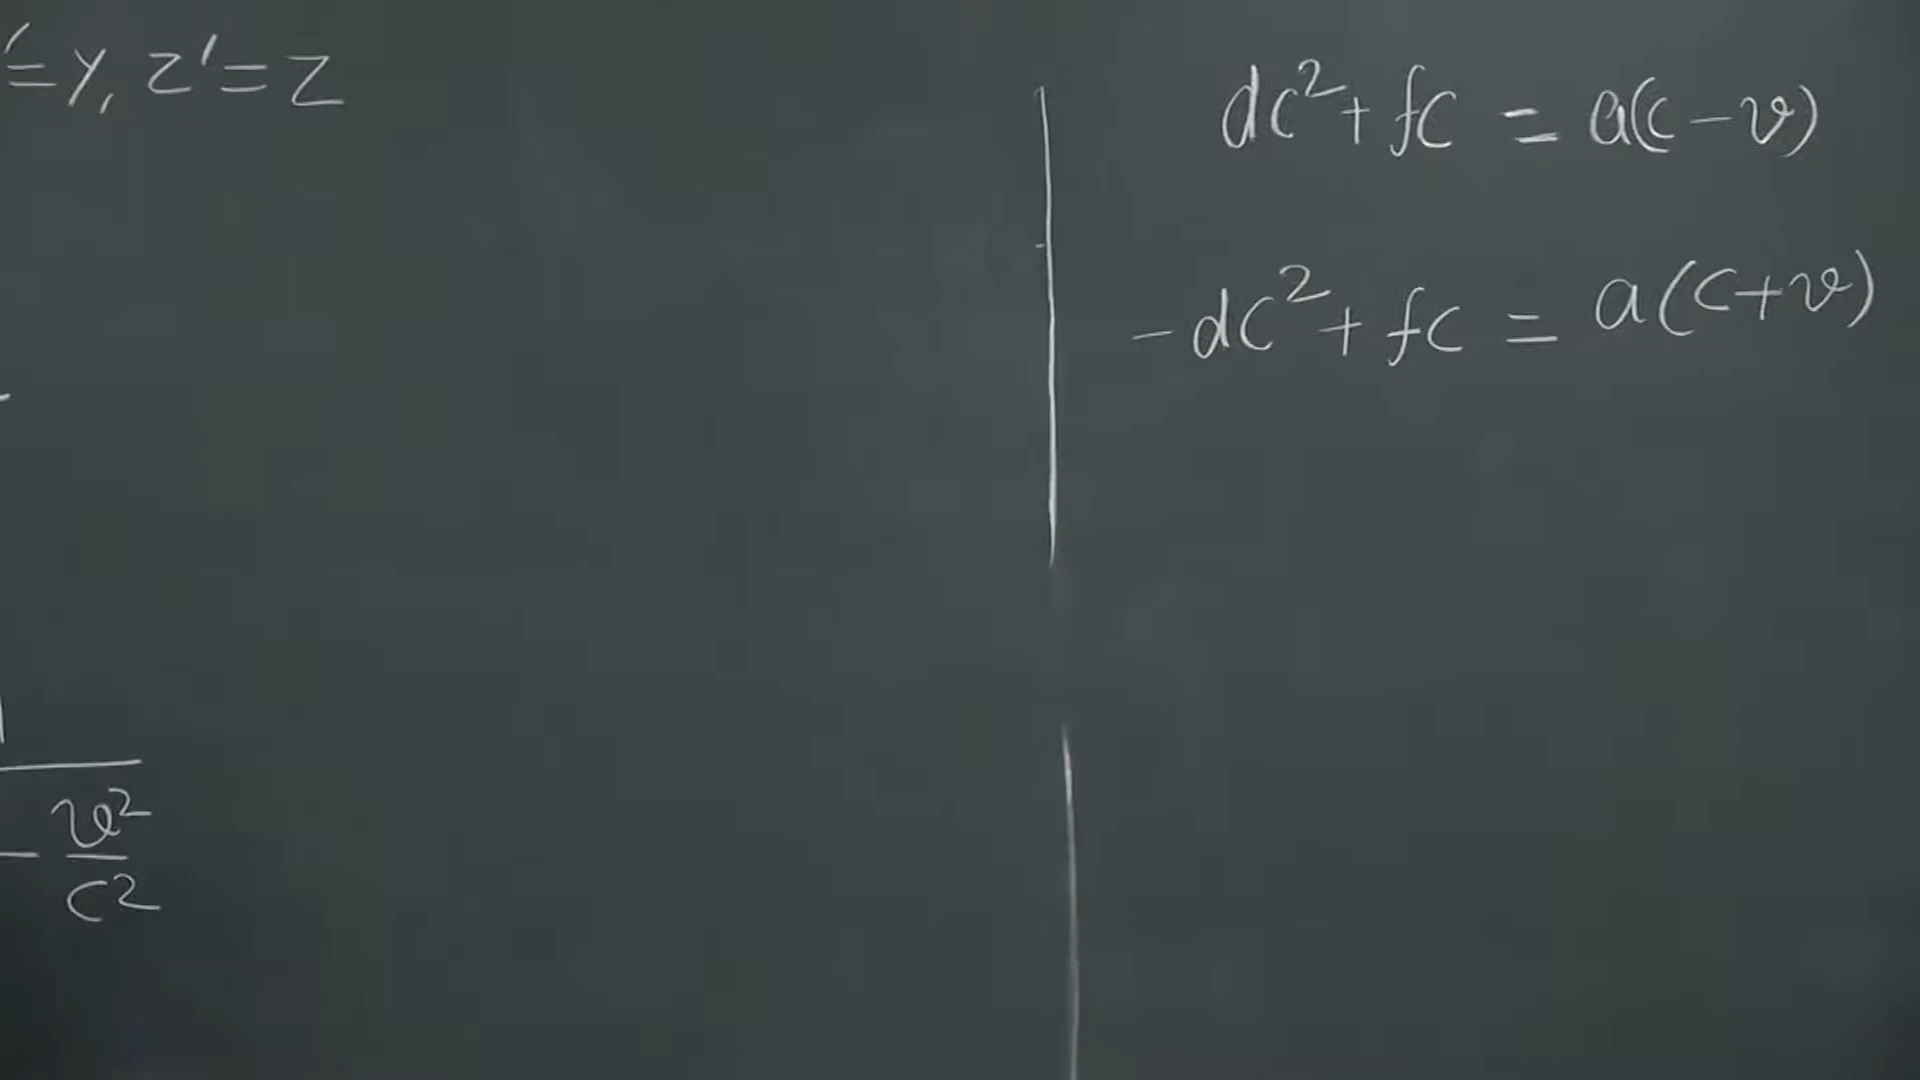 ′=y, z′=z
dc²+fc = a(c-v)
-dc²+fc = a(c+v)
- v²/c²